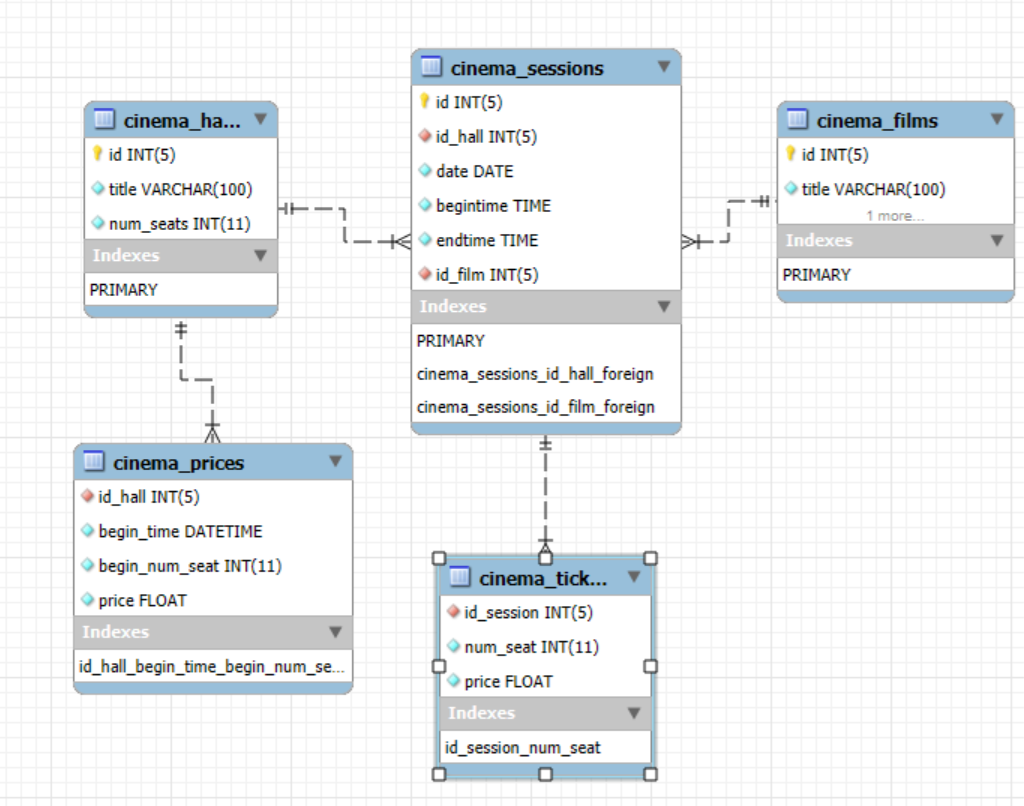 cinema_ha...
id INT(5)
title VARCHAR(100)
num_seats INT(11)
Indexes
PRIMARY
cinema_sessions
id INT(5)
id_hall INT(5)
date DATE
begintime TIME
endtime TIME
id_film INT(5)
Indexes
PRIMARY
cinema_sessions_id_hall_foreign
cinema_sessions_id_film_foreign
cinema_films
id INT(5)
title VARCHAR(100)
1 more...
Indexes
PRIMARY
cinema_prices
id_hall INT(5)
begin_time DATETIME
begin_num_seat INT(11)
price FLOAT
Indexes
id_hall_begin_time_begin_num_se...
cinema_tick...
id_session INT(5)
num_seat INT(11)
price FLOAT
Indexes
id_session_num_seat